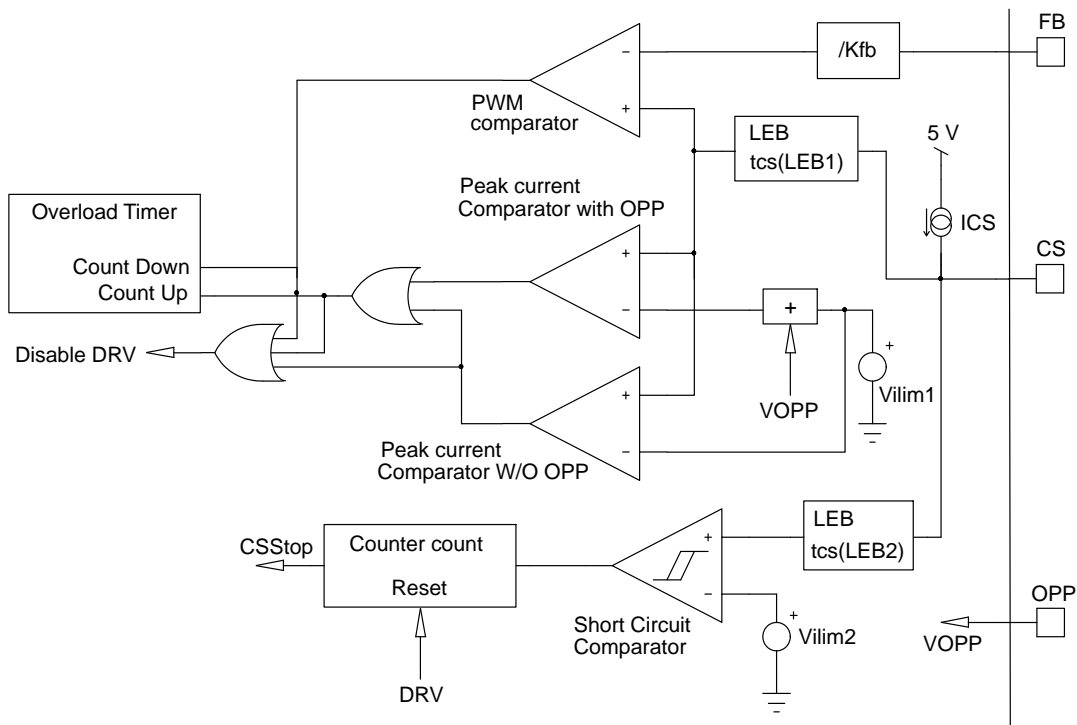 FB
/Kfb
−
+
PWM
comparator
LEB
tcs(LEB1)
5 V
ICS
CS
Peak current
Comparator with OPP
+
−
Overload Timer
Count Down
Count Up
Disable DRV
+
VOPP
+
Vilim1
+
−
Peak current
Comparator W/O OPP
LEB
tcs(LEB2)
CSStop
Counter count
Reset
DRV
+
−
Short Circuit
Comparator
+
Vilim2
OPP
VOPP